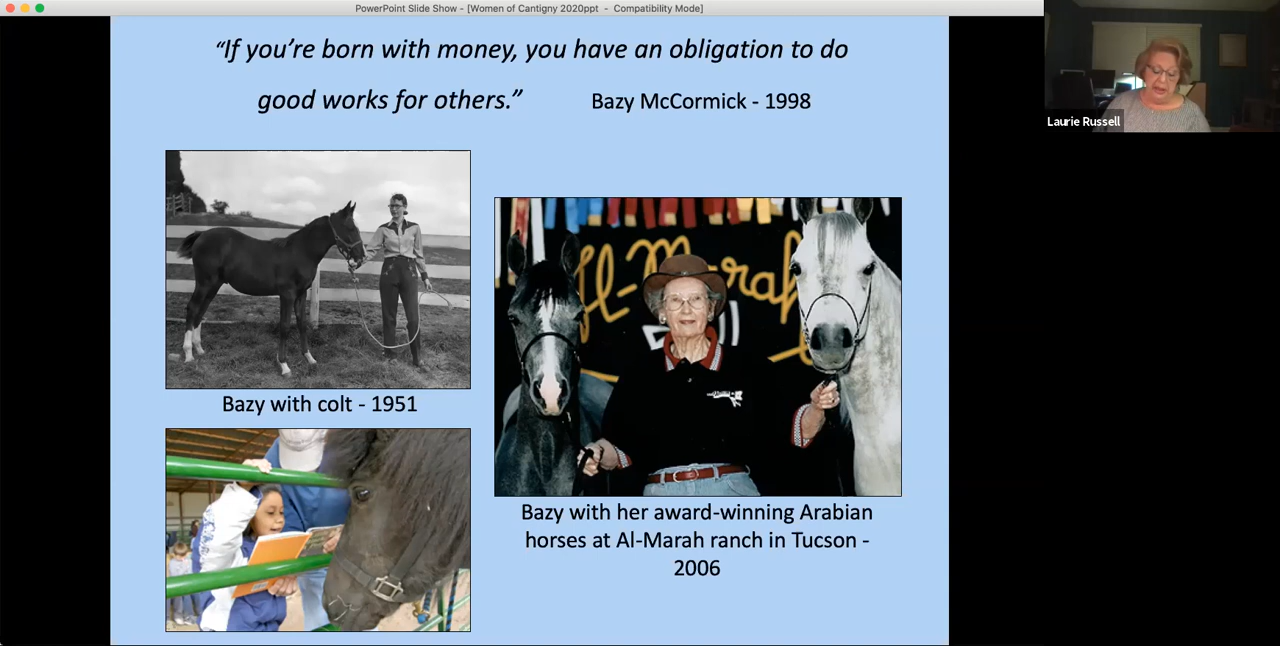 PowerPoint Slide Show - [Women of Cantigny 2020ppt - Compatibility Mode]
“If you’re born with money, you have an obligation to do
good works for others.” Bazy McCormick - 1998
Laurie Russell
Al-Marah
Bazy with colt - 1951
Bazy with her award-winning Arabian
horses at Al-Marah ranch in Tucson -
2006